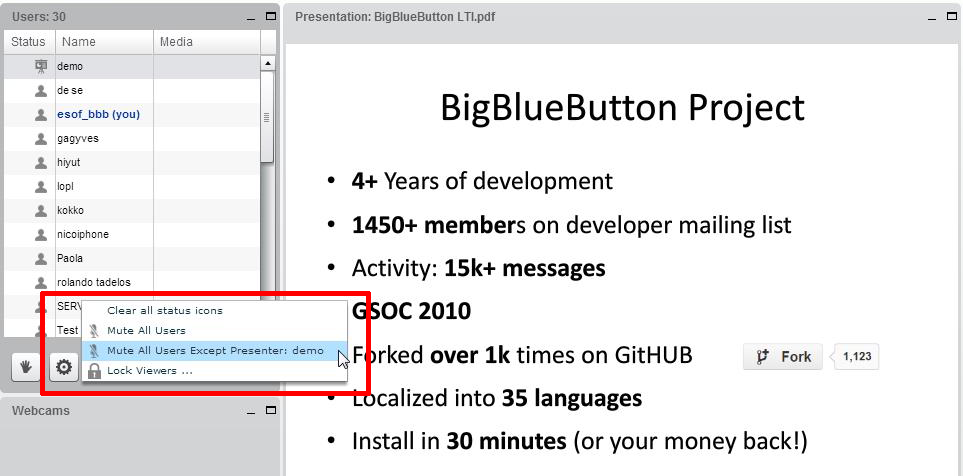 Users: 30
Status Name Media
demo
de se
esof_bbb (you)
gagyves
hiyut
lopl
kokko
nicoiphone
Paola
rolando tadelos
SERV
Test
Clear all status icons
Mute All Users
Mute All Users Except Presenter: demo
Lock Viewers ...
Webcams
Presentation: BigBlueButton LTI.pdf
BigBlueButton Project
• 4+ Years of development
• 1450+ members on developer mailing list
• Activity: 15k+ messages
GSOC 2010
Forked over 1k times on GitHUB
Fork 1,123
Localized into 35 languages
• Install in 30 minutes (or your money back!)